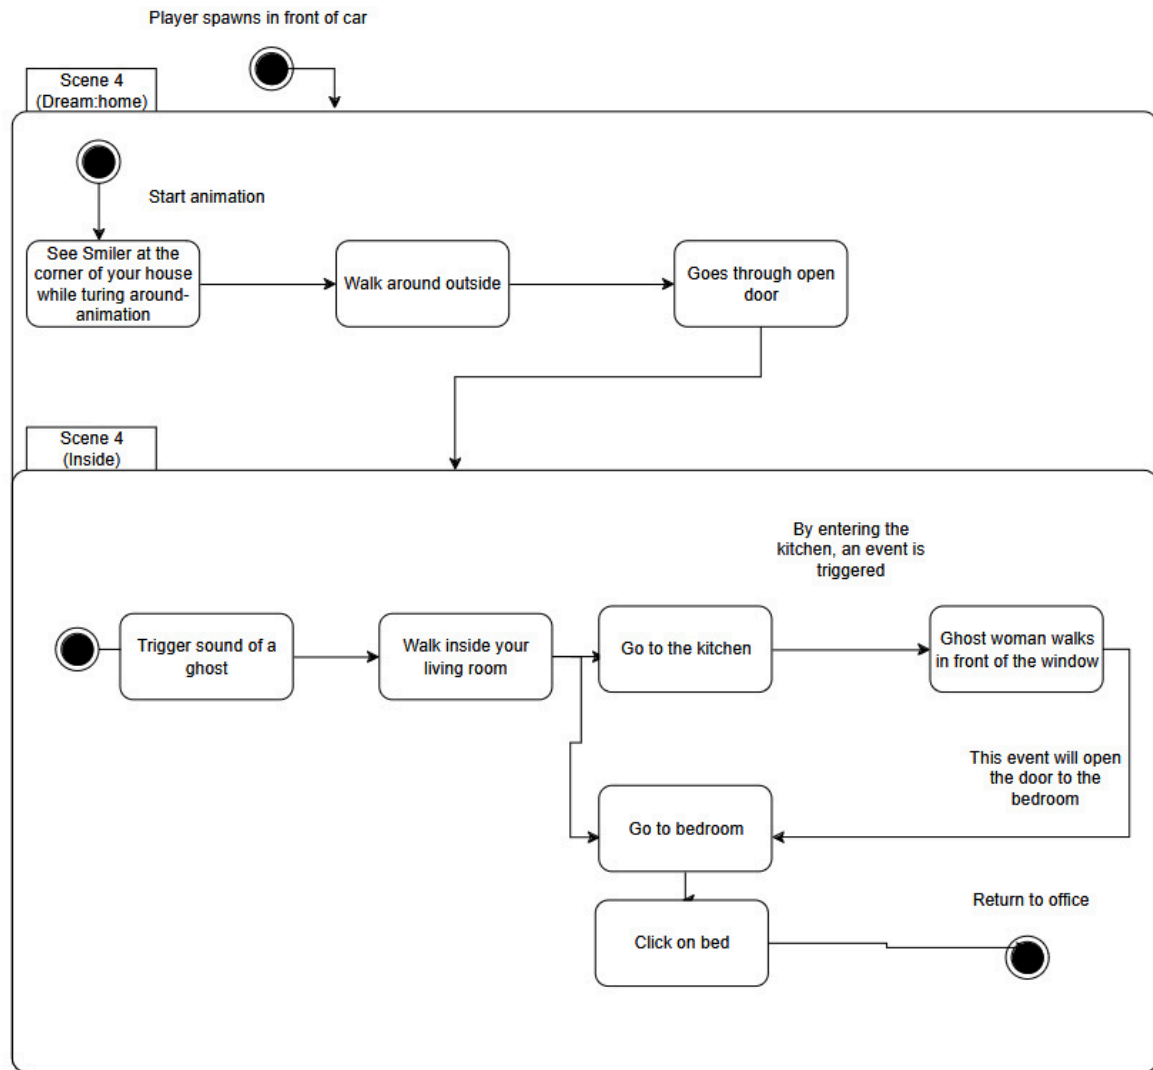 Player spawns in front of car
Scene 4
(Dream:home)
Start animation
See Smiler at the
corner of your house
while turing around-
animation
Walk around outside
Goes through open
door
Scene 4
(Inside)
By entering the
kitchen, an event is
triggered
Trigger sound of a
ghost
Walk inside your
living room
Go to the kitchen
Ghost woman walks
in front of the window
This event will open
the door to the
bedroom
Go to bedroom
Return to office
Click on bed